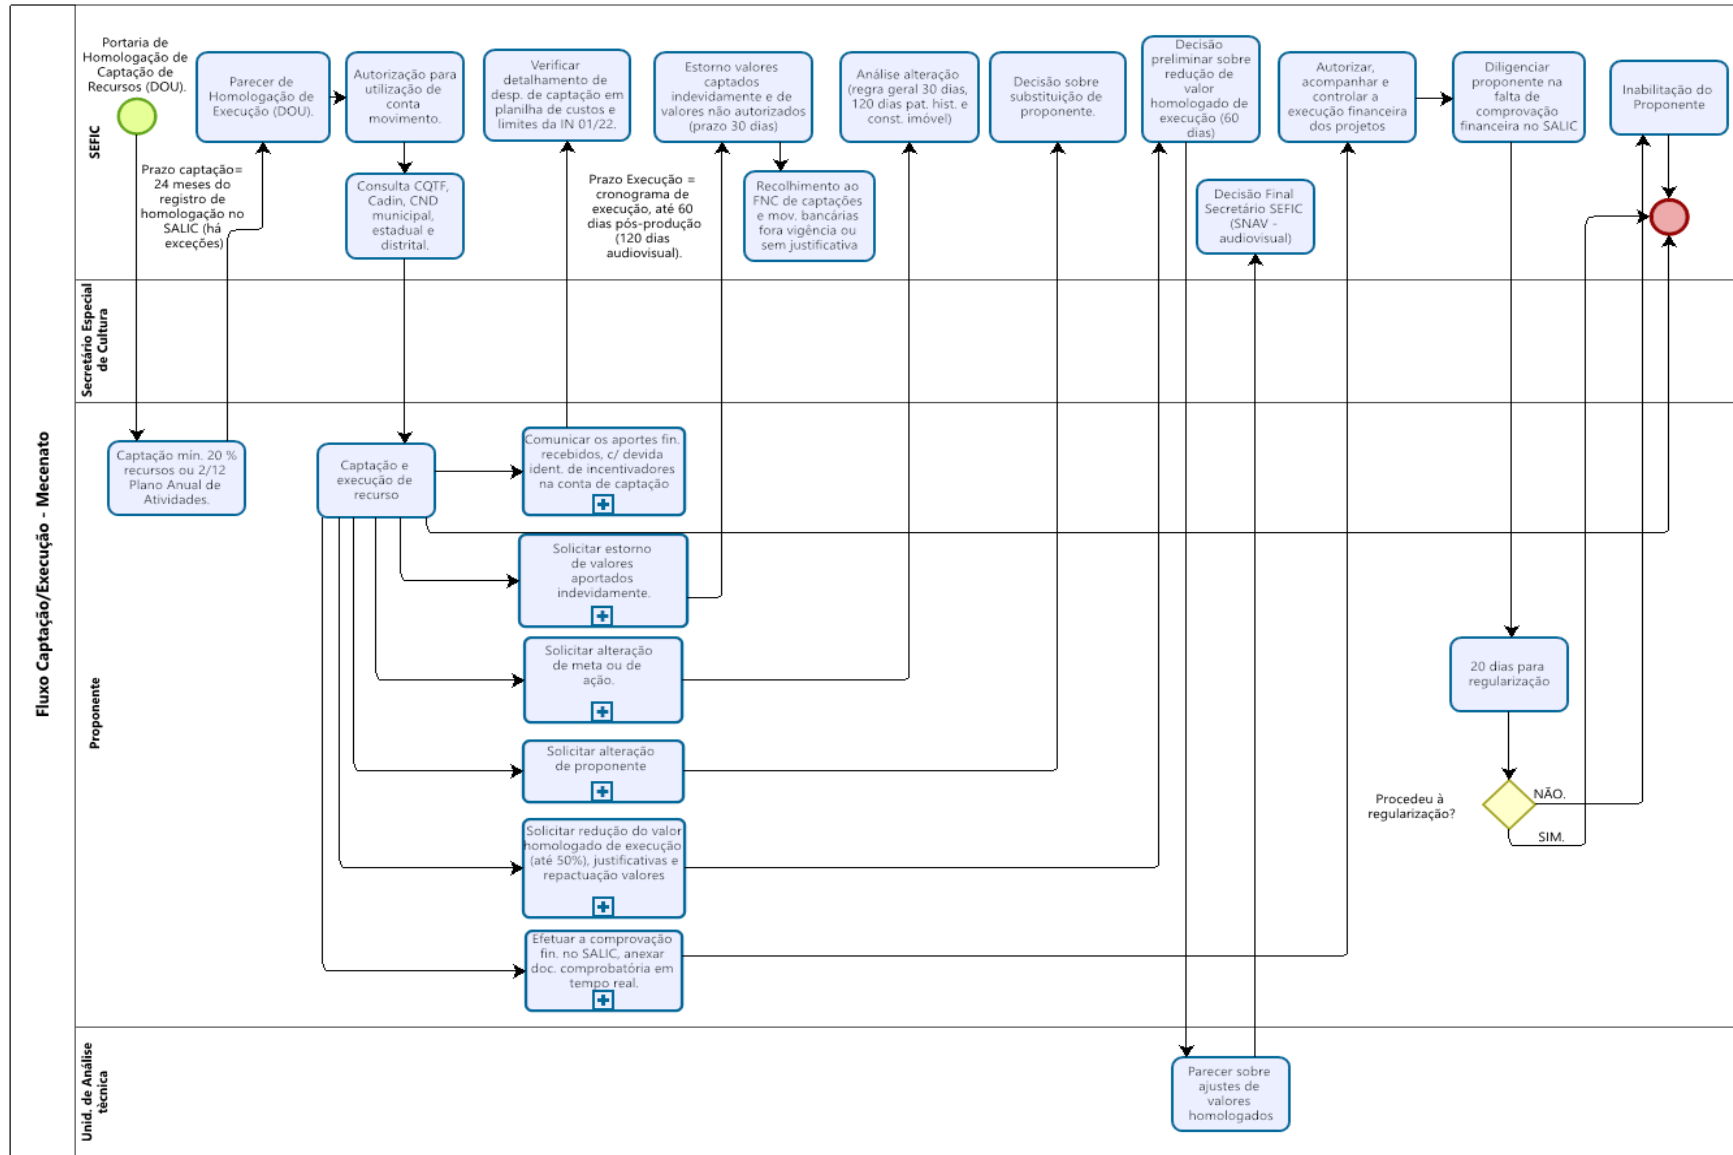 Fluxo Captação/Execução - Mecenato
SEFIC
Portaria de
Homologação de
Captação de
Recursos (DOU).
Parecer de
Homologação de
Execução (DOU).
Autorização para
utilização de
conta
movimento.
Verificar
detalhamento de
desp. de captação em
planilha de custos e
limites da IN 01/22.
Estorno valores
captados
indevidamente e de
valores não autorizados
(prazo 30 dias)
Análise alteração
(regra geral 30 dias,
120 dias pat. hist. e
const. imóvel)
Decisão sobre
substituição de
proponente.
Decisão
preliminar sobre
redução de
valor
homologado de
execução (60
dias)
Autorizar,
acompanhar e
controlar a
execução financeira
dos projetos
Diligenciar
proponente na
falta de
comprovação
financeira no SALIC
Inabilitação do
Proponente
Prazo captação=
24 meses do
registro de
homologação no
SALIC (há
exceções)
Consulta CQTF,
Cadin, CND
municipal,
estadual e
distrital.
Prazo Execução =
cronograma de
execução, até 60
dias pós-produção
(120 dias
audiovisual).
Recolhimento ao
FNC de captações
e mov. bancárias
fora vigência ou
sem justificativa
Decisão Final
Secretário SEFIC
(SNAV -
audiovisual)
Secretário Especial
de Cultura
Proponente
Captação mín. 20 %
recursos ou 2/12
Plano Anual de
Atividades.
Captação e
execução de
recurso
Comunicar os aportes fin.
recebidos, c/ devida
ident. de incentivadores
na conta de captação
Solicitar estorno
de valores
aportados
indevidamente.
Solicitar alteração
de meta ou de
ação.
Solicitar alteração
de proponente
Solicitar redução do valor
homologado de execução
(até 50%), justificativas e
repactuação valores
Efetuar a comprovação
fin. no SALIC, anexar
doc. comprobatória em
tempo real.
20 dias para
regularização
Procedeu à
regularização?
NÃO.
SIM.
Unid. de Análise
tècnica
Parecer sobre
ajustes de
valores
homologados